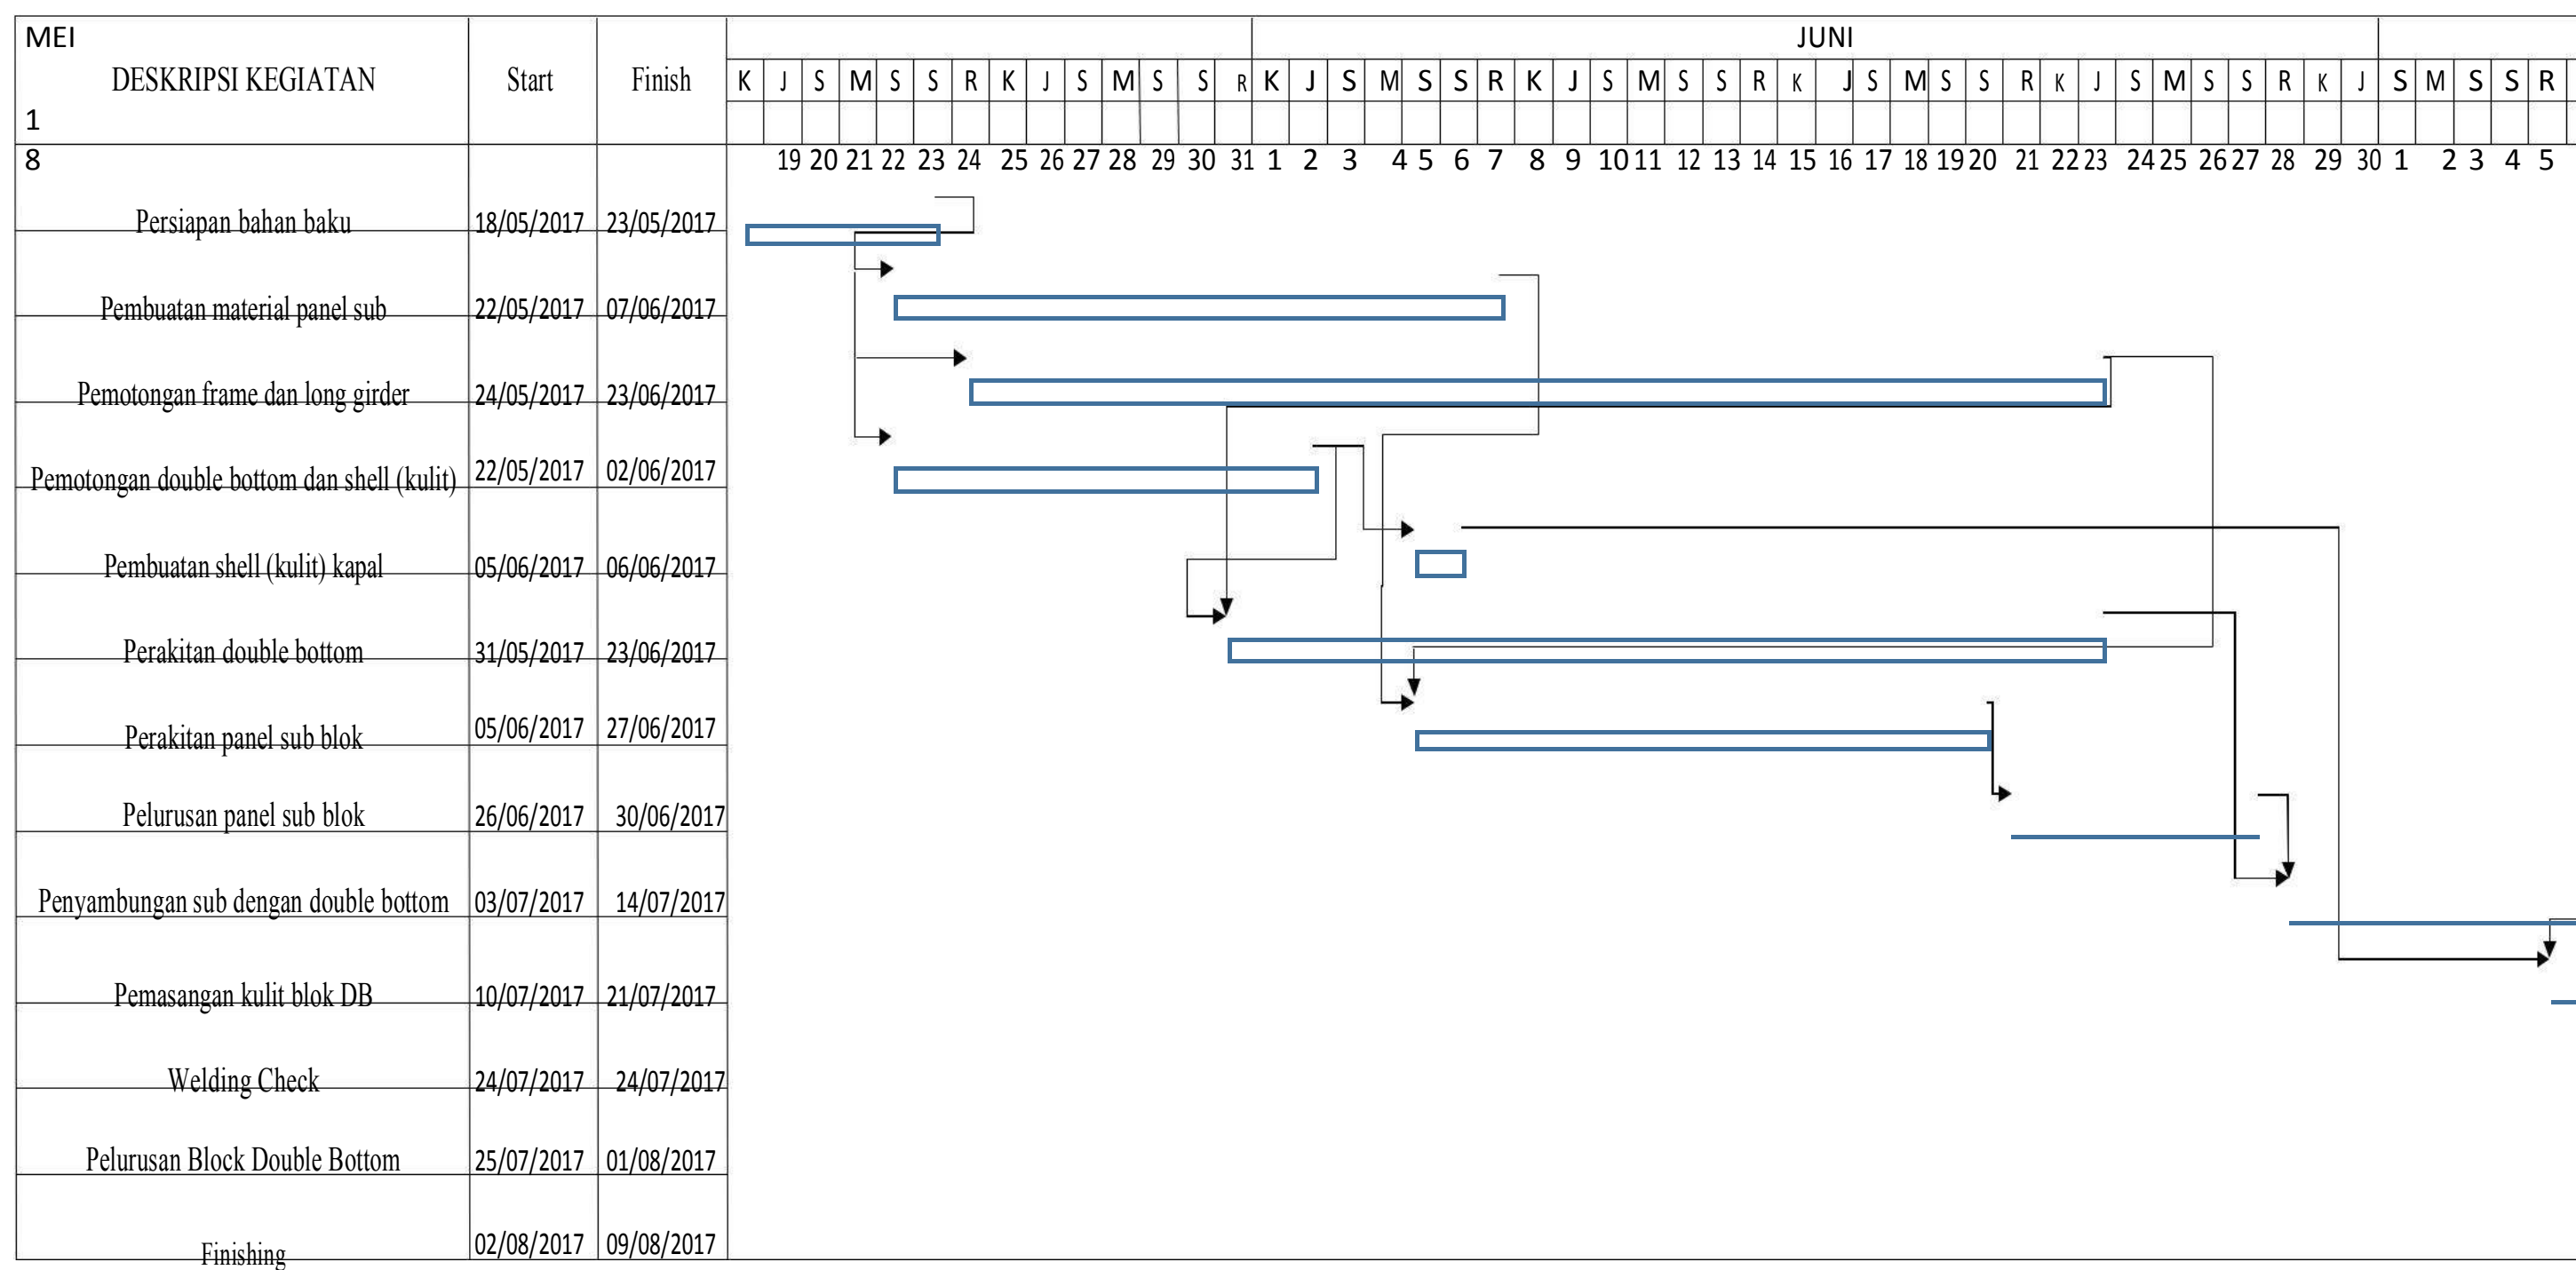 MEI
JUNI
DESKRIPSI KEGIATAN Start Finish K J S M S S R K J S M S S R K J S M S S R K J S M S S R K J S M S S R K J S M S S R K J S M S S R
1
8 19 20 21 22 23 24 25 26 27 28 29 30 31 1 2 3 4 5 6 7 8 9 10 11 12 13 14 15 16 17 18 19 20 21 22 23 24 25 26 27 28 29 30 1 2 3 4 5
Persiapan bahan baku 18/05/2017 23/05/2017
Pembuatan material panel sub 22/05/2017 07/06/2017
Pemotongan frame dan long girder 24/05/2017 23/06/2017
Pemotongan double bottom dan shell (kulit) 22/05/2017 02/06/2017
Pembuatan shell (kulit) kapal 05/06/2017 06/06/2017
Perakitan double bottom 31/05/2017 23/06/2017
Perakitan panel sub blok 05/06/2017 27/06/2017
Pelurusan panel sub blok 26/06/2017 30/06/2017
Penyambungan sub dengan double bottom 03/07/2017 14/07/2017
Pemasangan kulit blok DB 10/07/2017 21/07/2017
Welding Check 24/07/2017 24/07/2017
Pelurusan Block Double Bottom 25/07/2017 01/08/2017
Finishing 02/08/2017 09/08/2017